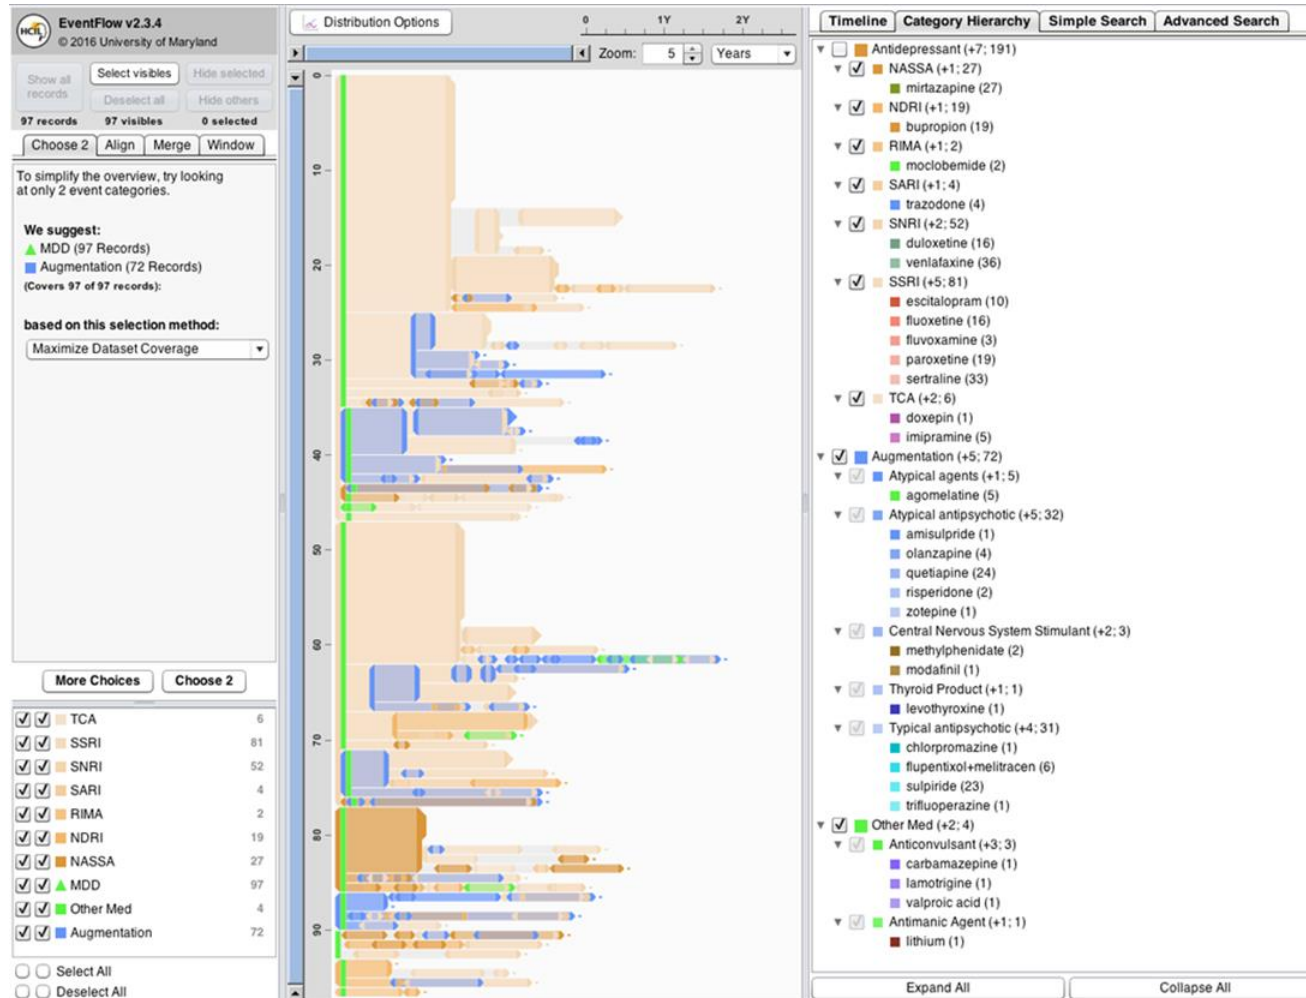 EventFlow v2.3.4
HCIL
© 2016 University of Maryland
Show all records
Select visibles
Hide selected
Deselect all
Hide others
97 records
97 visibles
0 selected
Choose 2
Align
Merge
Window
To simplify the overview, try looking
at only 2 event categories.
We suggest:
MDD (97 Records)
Augmentation (72 Records)
(Covers 97 of 97 records):
based on this selection method:
Maximize Dataset Coverage
More Choices
Choose 2
TCA 6
SSRI 81
SNRI 52
SARI 4
RIMA 2
NDRI 19
NASSA 27
MDD 97
Other Med 4
Augmentation 72
Select All
Deselect All
Distribution Options
0 1Y 2Y
Zoom: 5 Years
0
10
20
30
40
50
60
70
80
90
Timeline
Category Hierarchy
Simple Search
Advanced Search
Antidepressant (+7; 191)
NASSA (+1; 27)
mirtazapine (27)
NDRI (+1; 19)
bupropion (19)
RIMA (+1; 2)
moclobemide (2)
SARI (+1; 4)
trazodone (4)
SNRI (+2; 52)
duloxetine (16)
venlafaxine (36)
SSRI (+5; 81)
escitalopram (10)
fluoxetine (16)
fluvoxamine (3)
paroxetine (19)
sertraline (33)
TCA (+2; 6)
doxepin (1)
imipramine (5)
Augmentation (+5; 72)
Atypical agents (+1; 5)
agomelatine (5)
Atypical antipsychotic (+5; 32)
amisulpride (1)
olanzapine (4)
quetiapine (24)
risperidone (2)
zotepine (1)
Central Nervous System Stimulant (+2; 3)
methylphenidate (2)
modafinil (1)
Thyroid Product (+1; 1)
levothyroxine (1)
Typical antipsychotic (+4; 31)
chlorpromazine (1)
flupentixol+melitracen (6)
sulpiride (23)
trifluoperazine (1)
Other Med (+2; 4)
Anticonvulsant (+3; 3)
carbamazepine (1)
lamotrigine (1)
valproic acid (1)
Antimanic Agent (+1; 1)
lithium (1)
Expand All
Collapse All